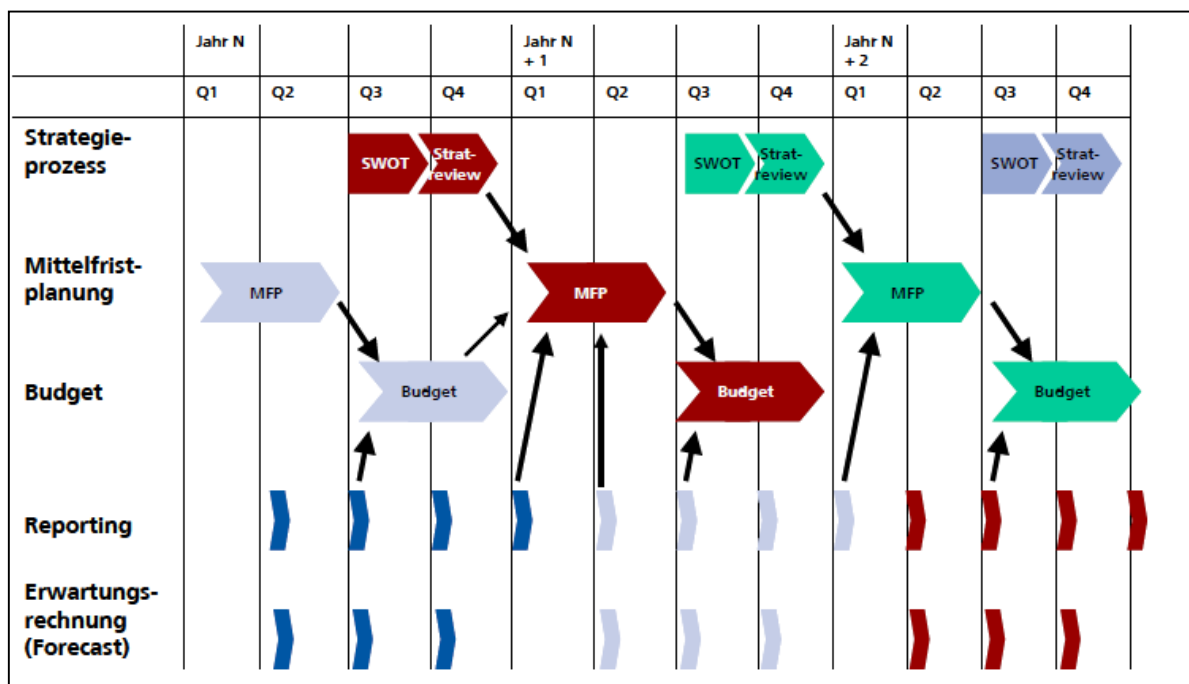 Jahr N
Jahr N
+ 1
Jahr N
+ 2
Q1
Q2
Q3
Q4
Q1
Q2
Q3
Q4
Q1
Q2
Q3
Q4
Strategie-
prozess
SWOT
Strat-
review
SWOT
Strat-
review
SWOT
Strat-
review
Mittelfrist-
planung
MFP
MFP
MFP
Budget
Budget
Budget
Budget
Reporting
Erwartungs-
rechnung
(Forecast)